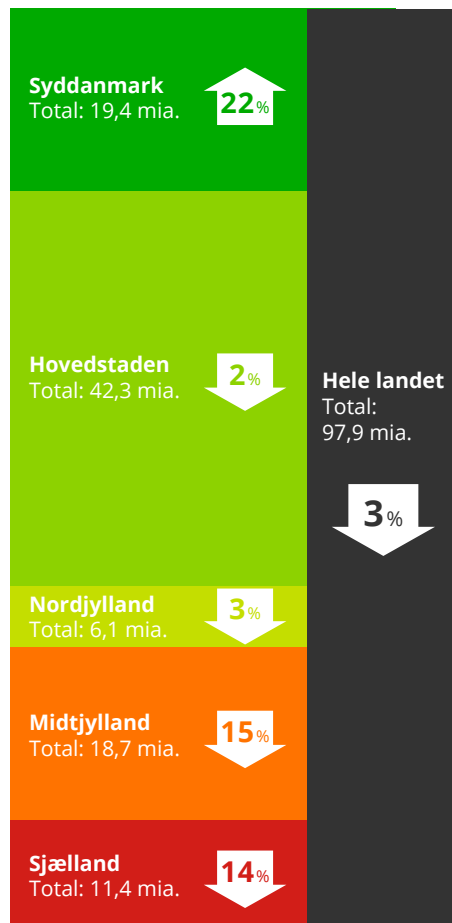 Syddanmark
Total: 19,4 mia.
22%
Hovedstaden
Total: 42,3 mia.
2%
Hele landet
Total:
97,9 mia.
3%
Nordjylland
Total: 6,1 mia.
3%
Midtjylland
Total: 18,7 mia.
15%
Sjælland
Total: 11,4 mia.
14%